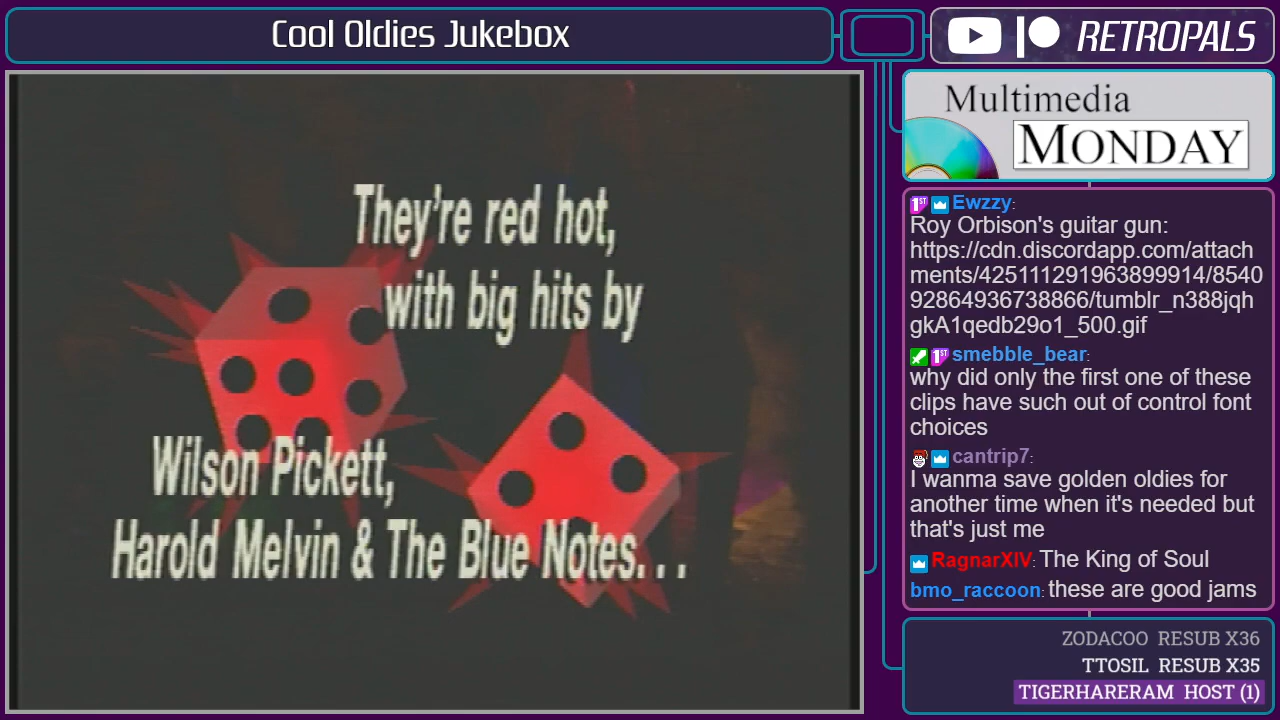 Cool Oldies Jukebox
RETROPALS
Multimedia
MONDAY
They're red hot,
with big hits by
Wilson Pickett,
Harold Melvin & The Blue Notes. . .
1ST Ewzzy:
Roy Orbison's guitar gun:
https://cdn.discordapp.com/attach
ments/425111291963899914/8540
92864936738866/tumblr_n388jqh
gkA1qedb29o1_500.gif
1ST smebble_bear:
why did only the first one of these
clips have such out of control font
choices
cantrip7:
I wanma save golden oldies for
another time when it's needed but
that's just me
RagnarXIV: The King of Soul
bmo_raccoon: these are good jams
ZODACOO RESUB X36
TTOSIL RESUB X35
TIGERHARERAM HOST (1)